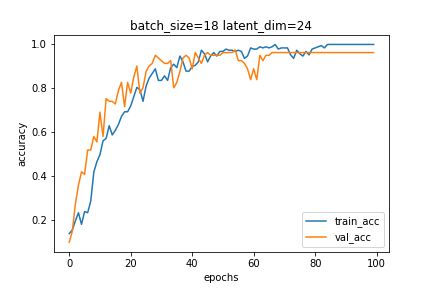 batch_size=18 latent_dim=24
1.0
0.8
0.6
0.4
0.2
accuracy
train_acc
val_acc
0 20 40 60 80 100
epochs